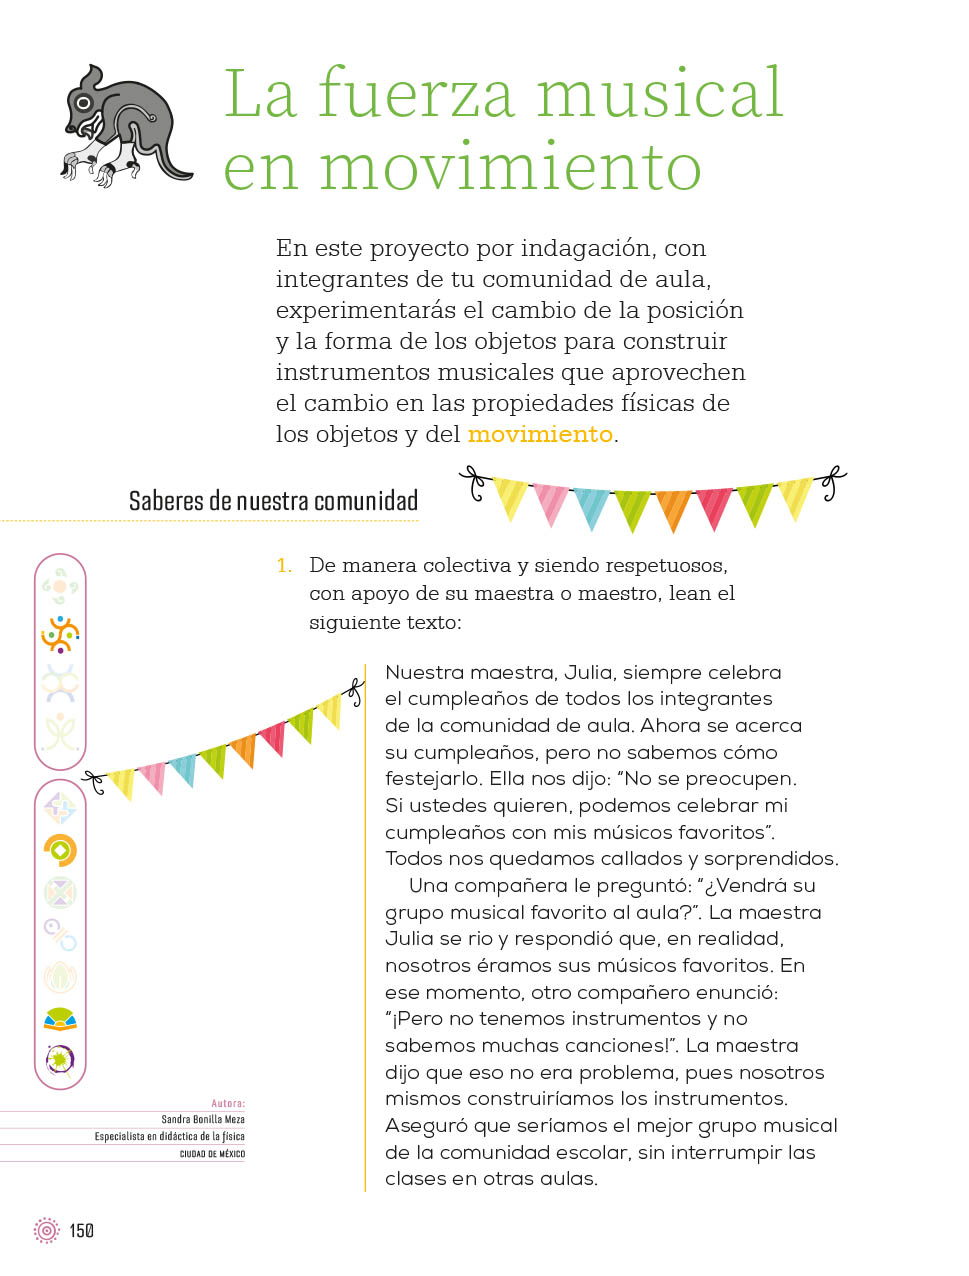 La fuerza musical
en movimiento
En este proyecto por indagación, con
integrantes de tu comunidad de aula,
experimentarás el cambio de la posición
y la forma de los objetos para construir
instrumentos musicales que aprovechen
el cambio en las propiedades físicas de
los objetos y del movimiento.
Saberes de nuestra comunidad
1. De manera colectiva y siendo respetuosos,
con apoyo de su maestra o maestro, lean el
siguiente texto:
Nuestra maestra, Julia, siempre celebra
el cumpleaños de todos los integrantes
de la comunidad de aula. Ahora se acerca
su cumpleaños, pero no sabemos cómo
festejarlo. Ella nos dijo: “No se preocupen.
Si ustedes quieren, podemos celebrar mi
cumpleaños con mis músicos favoritos”.
Todos nos quedamos callados y sorprendidos.
Una compañera le preguntó: “¿Vendrá su
grupo musical favorito al aula?”. La maestra
Julia se rio y respondió que, en realidad,
nosotros éramos sus músicos favoritos. En
ese momento, otro compañero enunció:
“¡Pero no tenemos instrumentos y no
sabemos muchas canciones!”. La maestra
dijo que eso no era problema, pues nosotros
mismos construiríamos los instrumentos.
Aseguró que seríamos el mejor grupo musical
de la comunidad escolar, sin interrumpir las
clases en otras aulas.
Autora:
Sandra Bonilla Meza
Especialista en didáctica de la física
CIUDAD DE MÉXICO
150